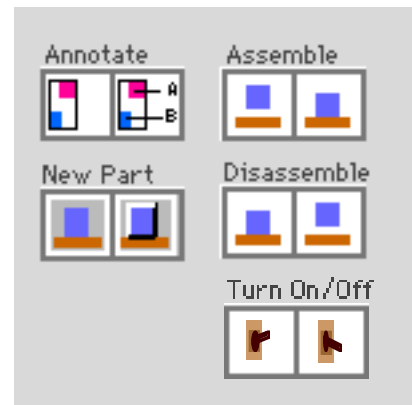 Annotate
Assemble
A
B
New Part
Disassemble
Turn On/Off